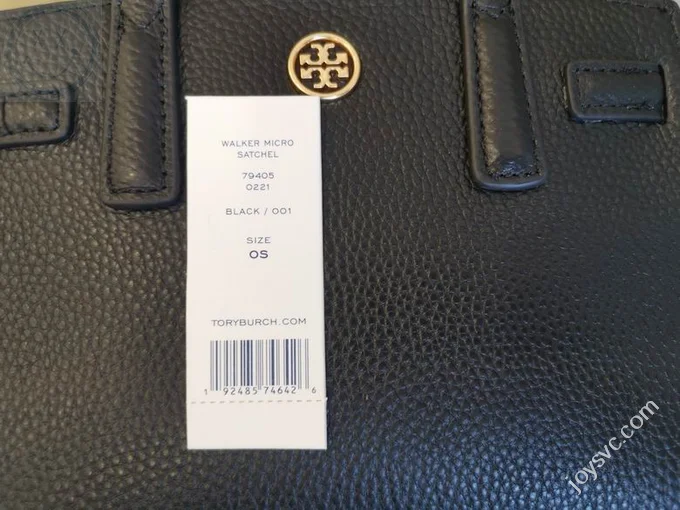 WALKER MICRO
SATCHEL
79405
0221
BLACK / 001
SIZE
OS
TORYBURCH.COM
1 92485 74642 6
joysvc.com